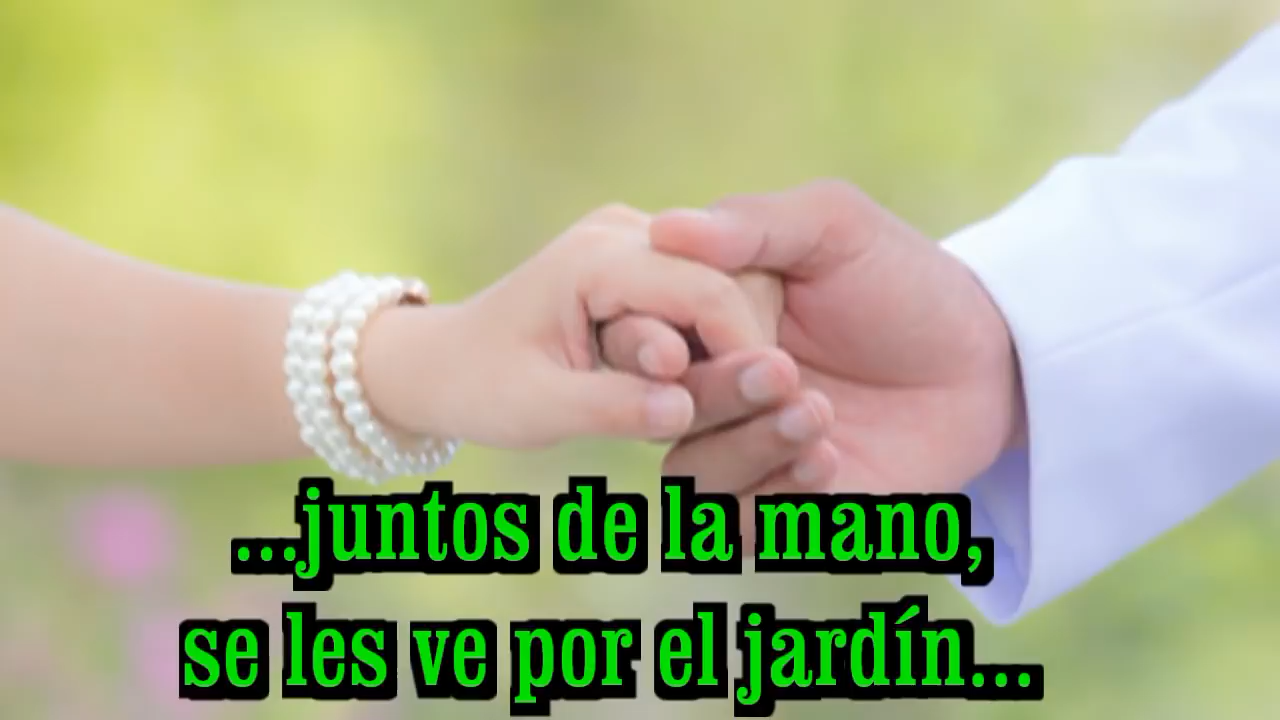 ...juntos de la mano,
se les ve por el jardín...